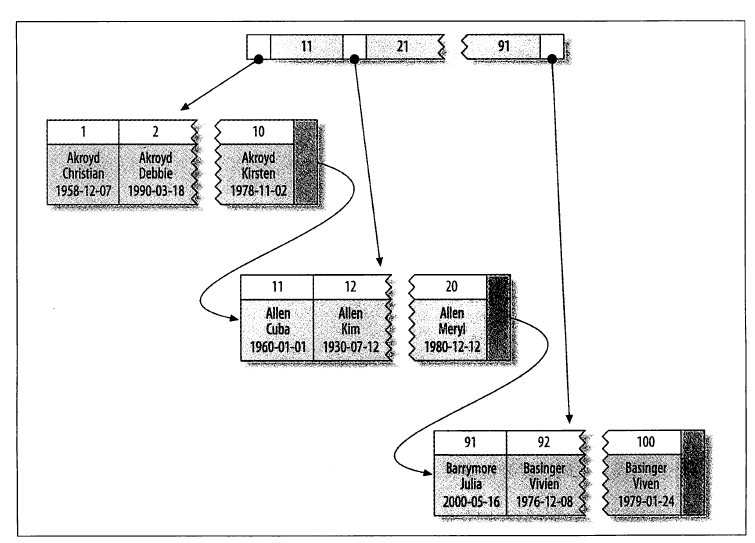 11 21 91
1 2 10
Akroyd Christian 1958-12-07
Akroyd Debbie 1990-03-18
Akroyd Kirsten 1978-11-02
11 12 20
Allen Cuba 1960-01-01
Allen Kim 1930-07-12
Allen Meryl 1980-12-12
91 92 100
Barrymore Julia 2000-05-16
Basinger Vivien 1976-12-08
Basinger Viven 1979-01-24